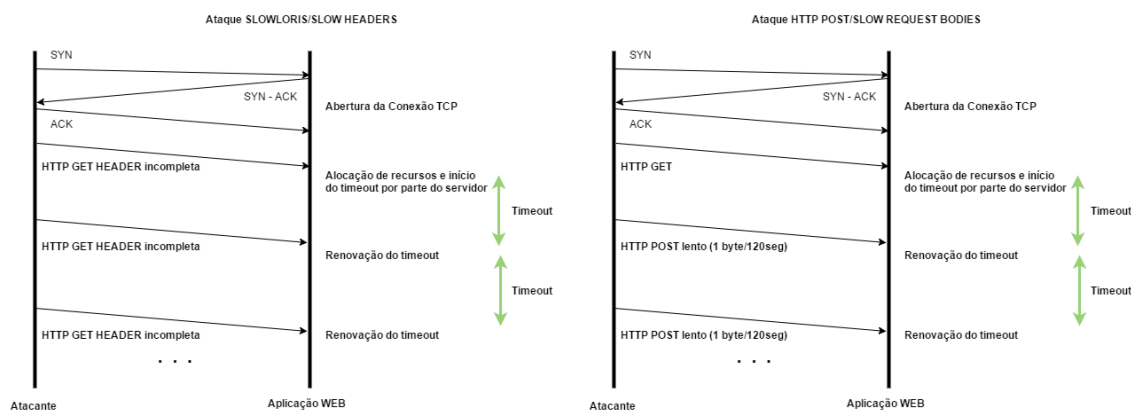 Ataque SLOWLORIS/SLOW HEADERS
SYN
SYN - ACK
Abertura da Conexão TCP
ACK
HTTP GET HEADER incompleta
Alocação de recursos e início
do timeout por parte do servidor
Timeout
HTTP GET HEADER incompleta
Renovação do timeout
Timeout
HTTP GET HEADER incompleta
Renovação do timeout
. . .
Atacante
Aplicação WEB
Ataque HTTP POST/SLOW REQUEST BODIES
SYN
SYN - ACK
Abertura da Conexão TCP
ACK
HTTP GET
Alocação de recursos e início
do timeout por parte do servidor
Timeout
HTTP POST lento (1 byte/120seg)
Renovação do timeout
Timeout
HTTP POST lento (1 byte/120seg)
Renovação do timeout
. . .
Atacante
Aplicação WEB